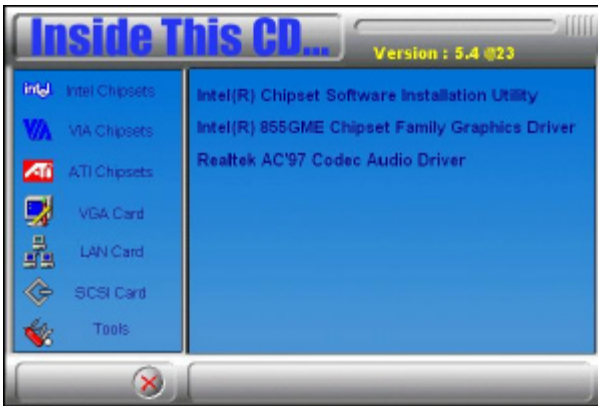 Inside This CD...
Version : 5.4 @23
intel Intel Chipsets
VIA VIA Chipsets
ATI ATI Chipsets
VGA Card
LAN Card
SCSI Card
Tools
Intel(R) Chipset Software Installation Utility
Intel(R) 855GME Chipset Family Graphics Driver
Realtek AC'97 Codec Audio Driver